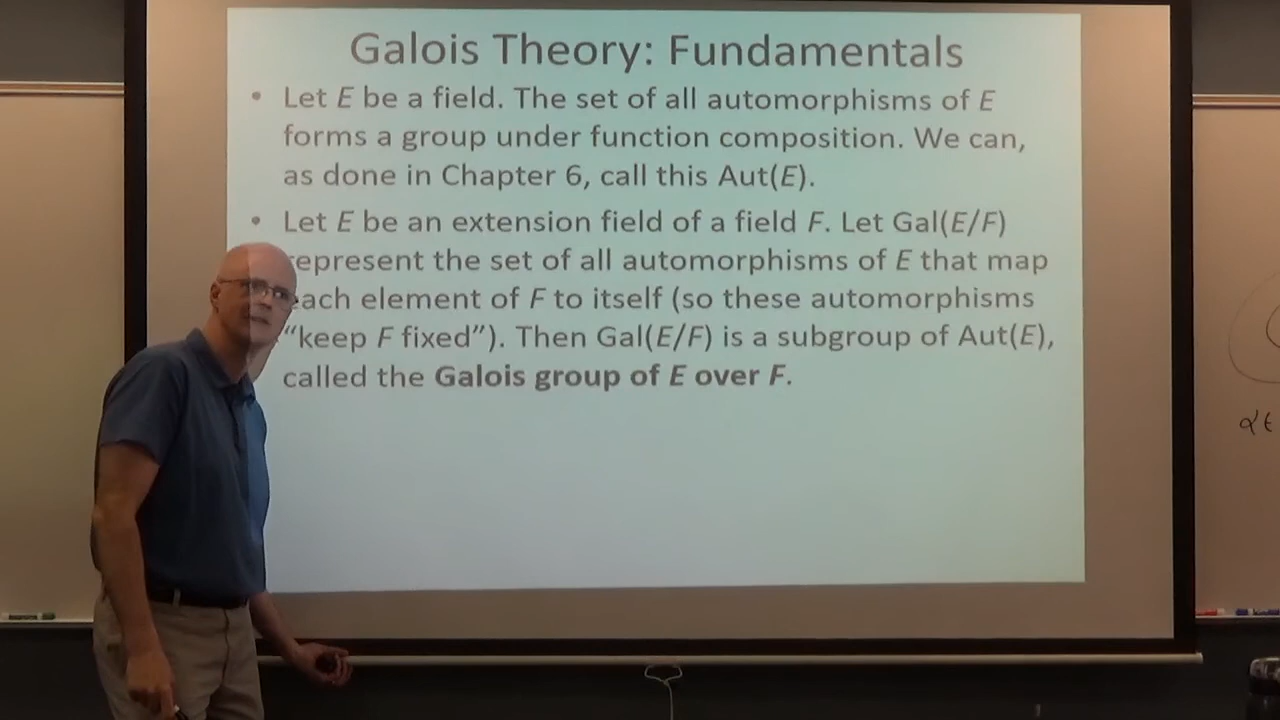 Galois Theory: Fundamentals
• Let E be a field. The set of all automorphisms of E
forms a group under function composition. We can,
as done in Chapter 6, call this Aut(E).
• Let E be an extension field of a field F. Let Gal(E/F)
represent the set of all automorphisms of E that map
each element of F to itself (so these automorphisms
“keep F fixed”). Then Gal(E/F) is a subgroup of Aut(E),
called the Galois group of E over F.